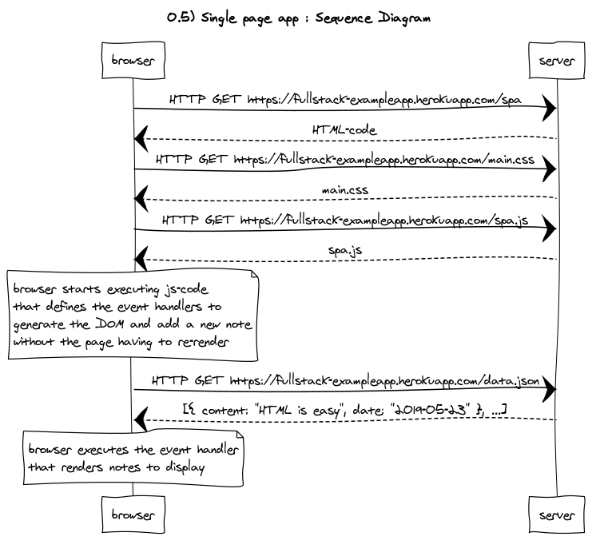 0.5) Single page app : Sequence Diagram
browser
server
HTTP GET https://fullstack-exampleapp.herokuapp.com/spa
HTML-code
HTTP GET https://fullstack-exampleapp.herokuapp.com/main.css
main.css
HTTP GET https://fullstack-exampleapp.herokuapp.com/spa.js
spa.js
browser starts executing js-code
that defines the event handlers to
generate the DOM and add a new note
without the page having to re-render
HTTP GET https://fullstack-exampleapp.herokuapp.com/data.json
[{ content: "HTML is easy", date: "2019-05-23" }, ...]
browser executes the event handler
that renders notes to display
browser
server